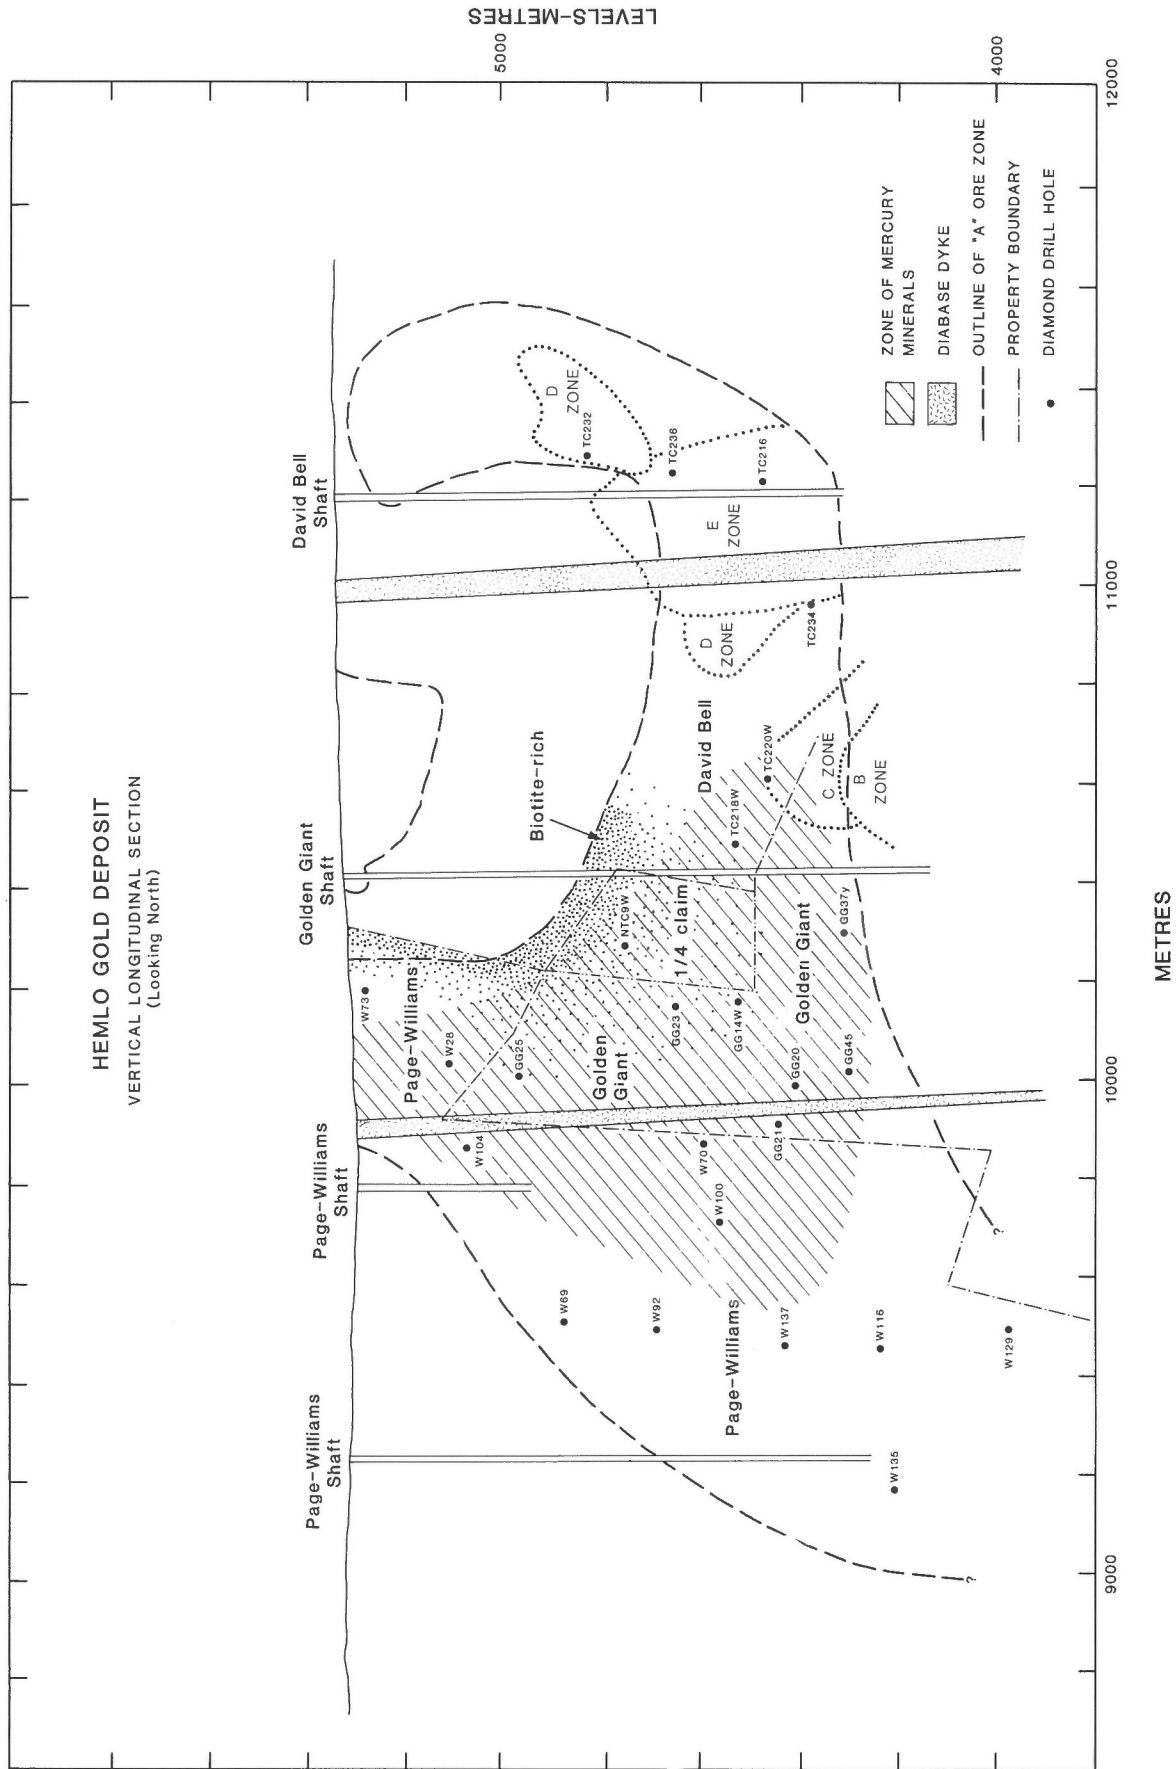 HEMLO GOLD DEPOSIT
VERTICAL LONGITUDINAL SECTION
(Looking North)
Page-Williams
Shaft
Page-Williams
Shaft
Golden Giant
Shaft
David Bell
Shaft
LEVELS-METRES
5000
4000
W73
Page-Williams
W28
GG25
W104
Golden
Giant
NTC9W
Biotite-rich
1/4 claim
GG23
GG14W
W70
W100
GG21
GG20
GG45
Golden Giant
GG37y
TC218W
David Bell
TC220W
C ZONE
B
ZONE
D
ZONE
TC234
E
ZONE
D
ZONE
TC232
TC236
TC216
W69
W92
Page-Williams
W137
W116
W129
W135
?
?
ZONE OF MERCURY
MINERALS
DIABASE DYKE
OUTLINE OF "A" ORE ZONE
PROPERTY BOUNDARY
DIAMOND DRILL HOLE
9000
10000
11000
12000
METRES